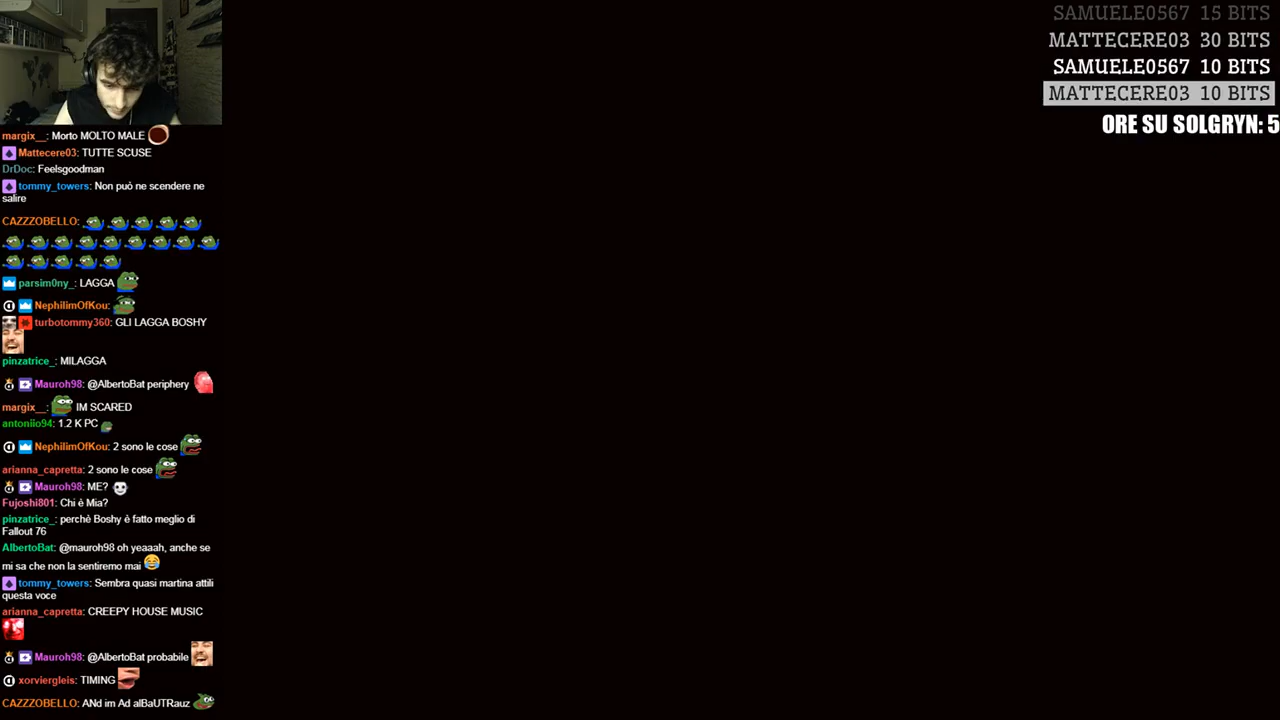 SAMUELE0567 15 BITS
MATTECERE03 30 BITS
SAMUELE0567 10 BITS
MATTECERE03 10 BITS
ORE SU SOLGRYN: 5
margix__: Morto MOLTO MALE
Mattecere03: TUTTE SCUSE
DrDoc: Feelsgoodman
tommy_towers: Non può ne scendere ne
salire
CAZZZOBELLO:
parsim0ny_: LAGGA
NephilimOfKou:
turbotommy360: GLI LAGGA BOSHY
pinzatrice_: MILAGGA
Mauroh98: @AlbertoBat periphery
margix__: IM SCARED
antoniio94: 1.2 K PC
NephilimOfKou: 2 sono le cose
arianna_capretta: 2 sono le cose
Mauroh98: ME?
Fujoshi801: Chi è Mia?
pinzatrice_: perchè Boshy è fatto meglio di
Fallout 76
AlbertoBat: @mauroh98 oh yeaaah, anche se
mi sa che non la sentiremo mai
tommy_towers: Sembra quasi martina attili
questa voce
arianna_capretta: CREEPY HOUSE MUSIC
Mauroh98: @AlbertoBat probabile
xorviergleis: TIMING
CAZZZOBELLO: ANd im Ad alBaUTRauz